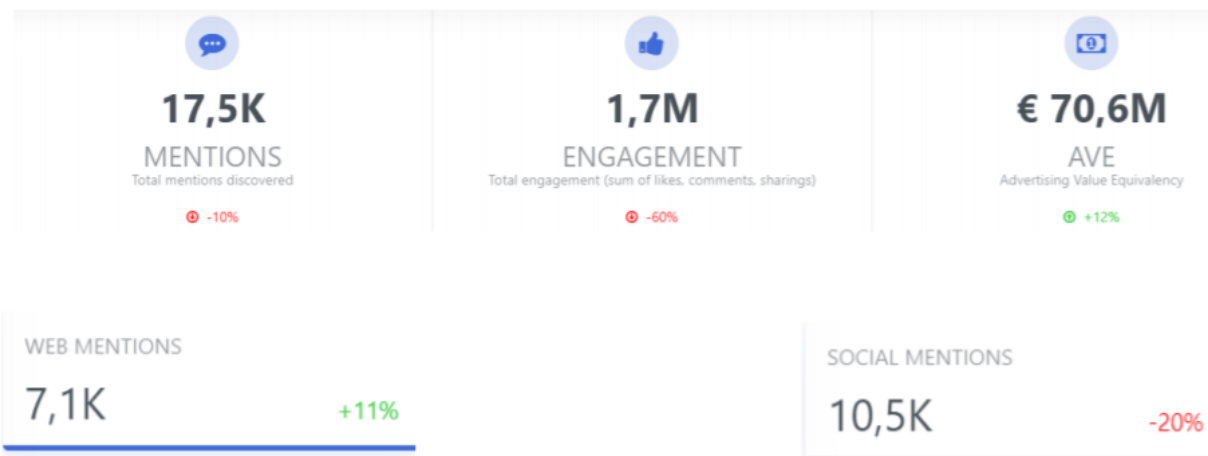 17,5K
MENTIONS
Total mentions discovered
-10%
1,7M
ENGAGEMENT
Total engagement (sum of likes, comments, sharings)
-60%
€ 70,6M
AVE
Advertising Value Equivalency
+12%
WEB MENTIONS
7,1K
+11%
SOCIAL MENTIONS
10,5K
-20%